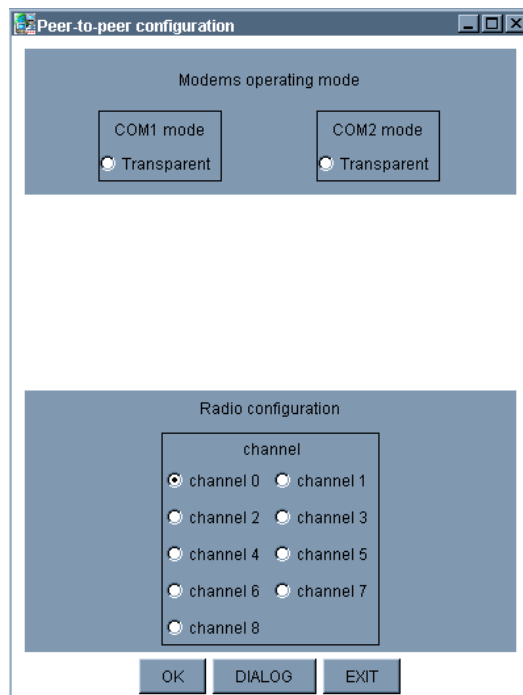 Peer-to-peer configuration
Modems operating mode
COM1 mode
COM2 mode
Transparent
Transparent
Radio configuration
channel
channel 0 channel 1
channel 2 channel 3
channel 4 channel 5
channel 6 channel 7
channel 8
OK DIALOG EXIT